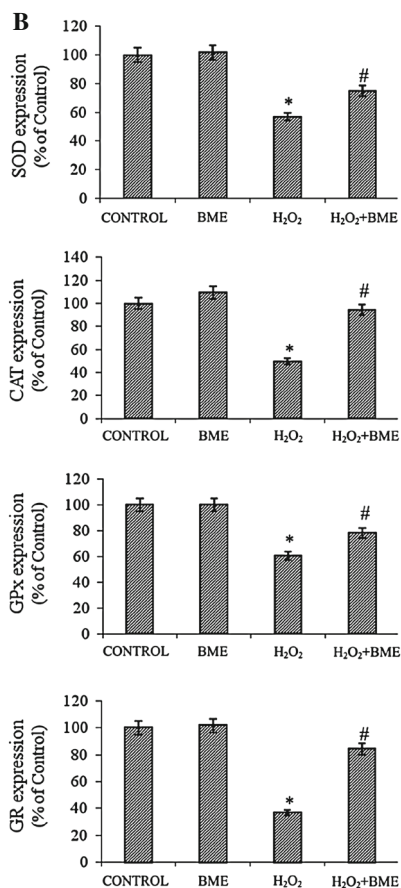 B
SOD expression
(% of Control)
120
100
80
60
40
20
0
*
#
CONTROL BME H₂O₂ H₂O₂+BME
CAT expression
(% of Control)
140
120
100
80
60
40
20
0
*
#
CONTROL BME H₂O₂ H₂O₂+BME
GPx expression
(% of Control)
120
100
80
60
40
20
0
*
#
CONTROL BME H₂O₂ H₂O₂+BME
GR expression
(% of Control)
120
100
80
60
40
20
0
*
#
CONTROL BME H₂O₂ H₂O₂+BME